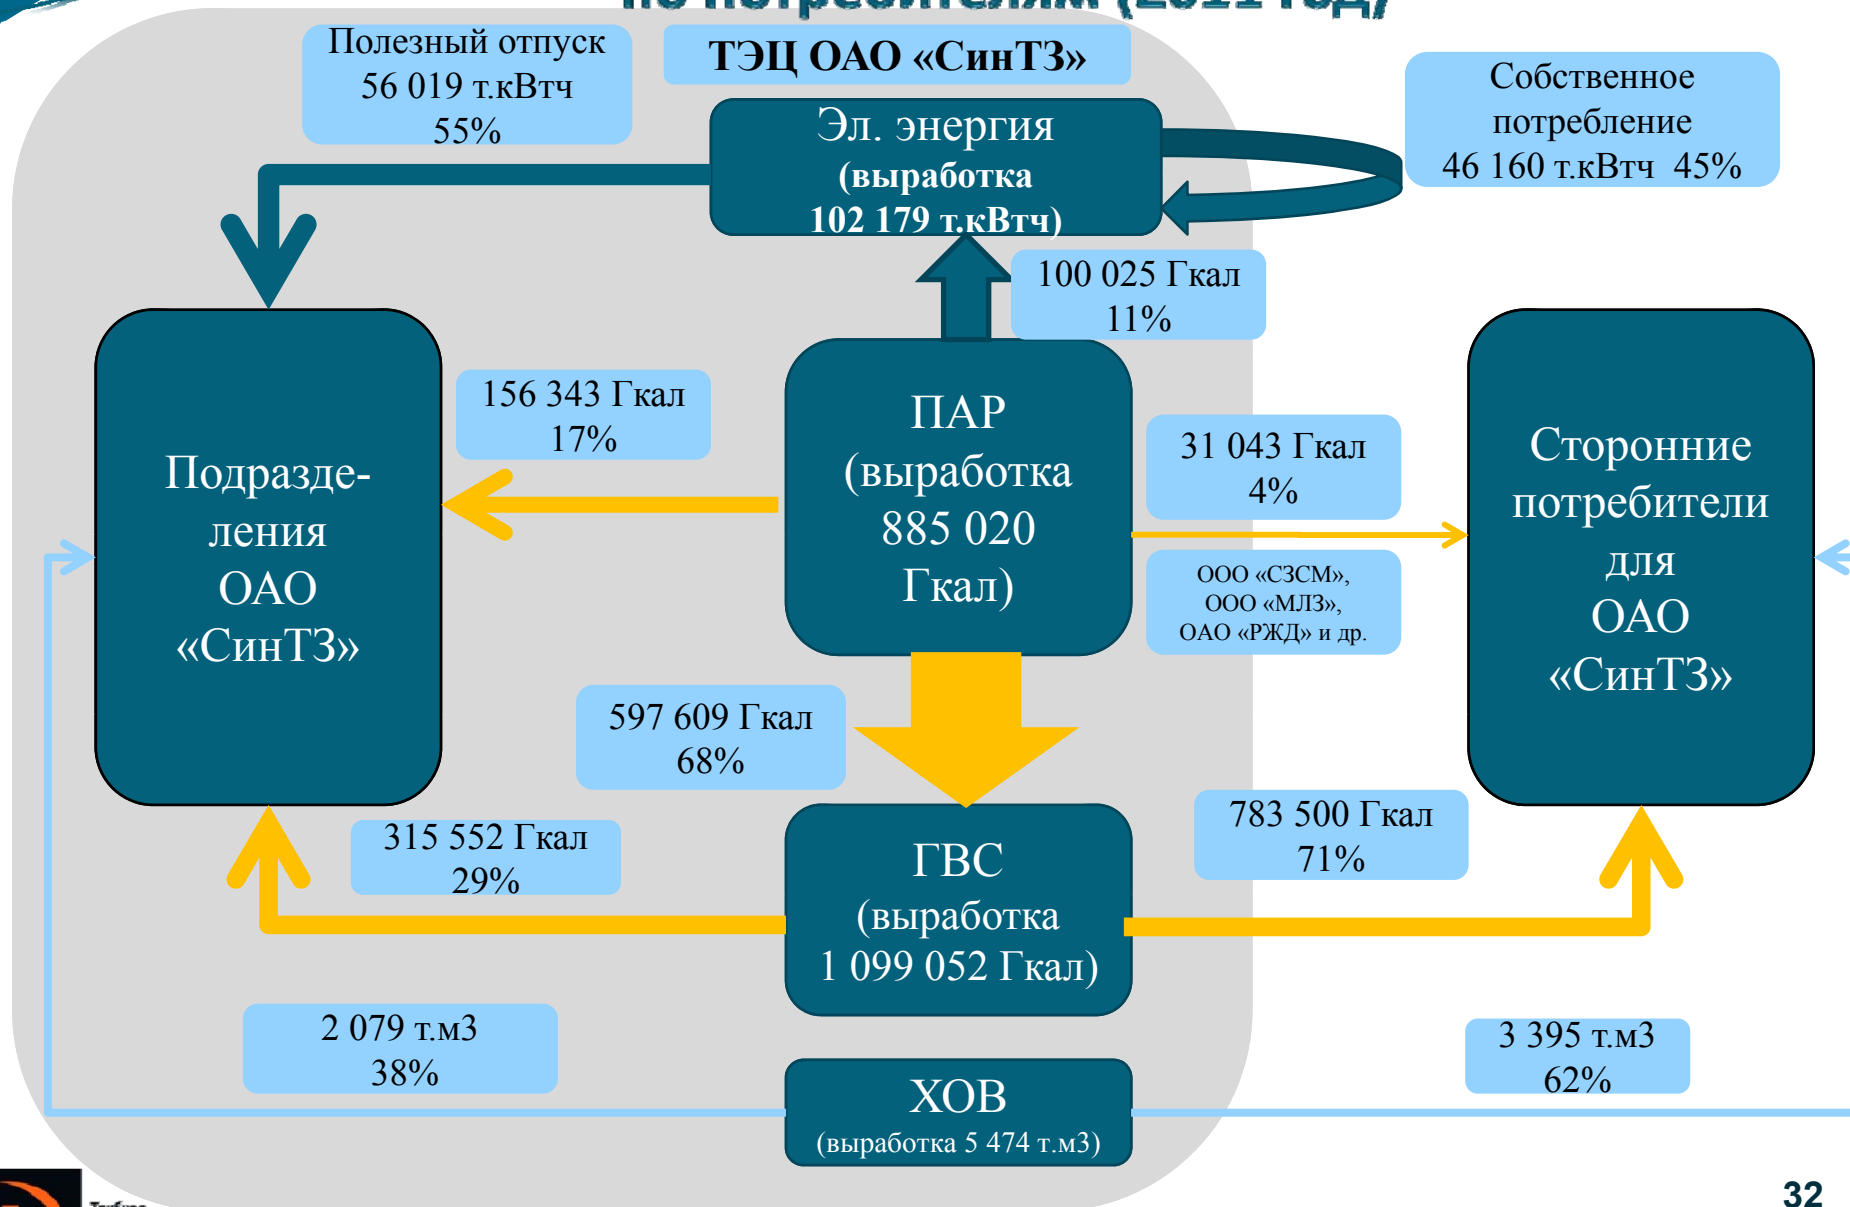 по потребителям (2011 год)
Полезный отпуск
56 019 т.кВтч
55%
ТЭЦ ОАО «СинТЗ»
Эл. энергия
(выработка
102 179 т.кВтч)
Собственное
потребление
46 160 т.кВтч 45%
100 025 Гкал
11%
Подразде-
ления
ОАО
«СинТЗ»
156 343 Гкал
17%
ПАР
(выработка
885 020
Гкал)
31 043 Гкал
4%
ООО «СЗСМ»,
ООО «МЛЗ»,
ОАО «РЖД» и др.
Сторонние
потребители
для
ОАО
«СинТЗ»
597 609 Гкал
68%
315 552 Гкал
29%
ГВС
(выработка
1 099 052 Гкал)
783 500 Гкал
71%
2 079 т.м3
38%
ХОВ
(выработка 5 474 т.м3)
3 395 т.м3
62%
32